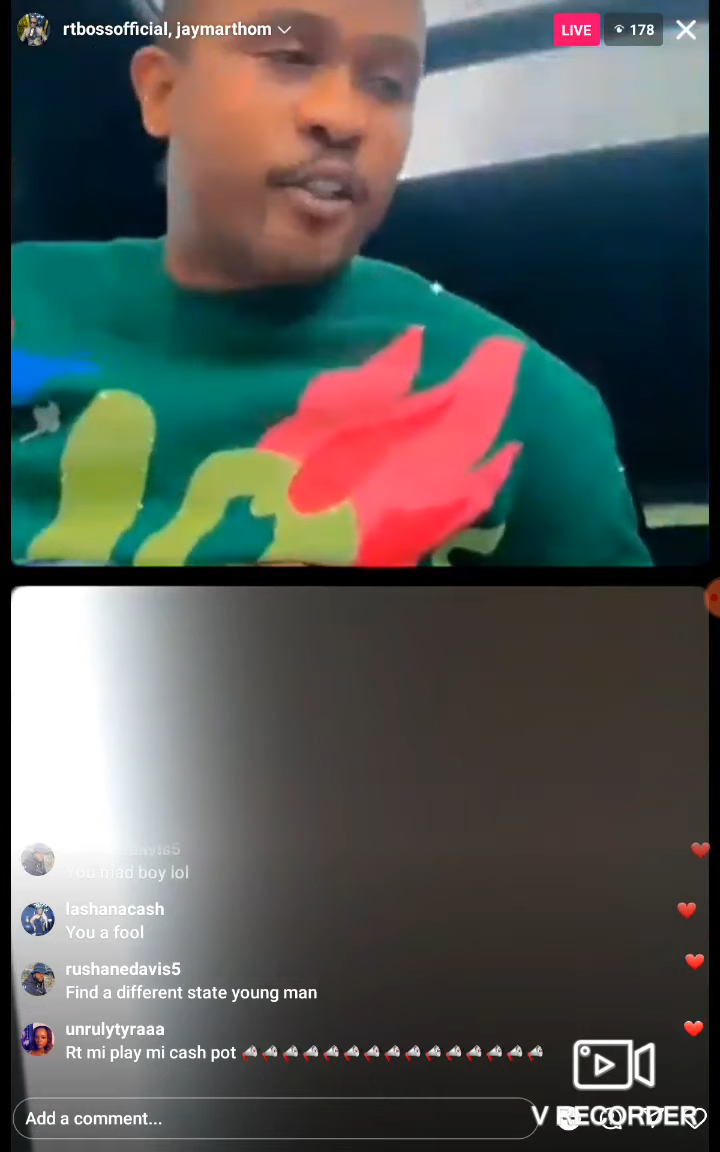 rtbossofficial, jaymarthom
LIVE
178
You mad boy lol
lashanacash
You a fool
rushanedavis5
Find a different state young man
unrulytyraaa
Rt mi play mi cash pot
Add a comment...
V RECORDER